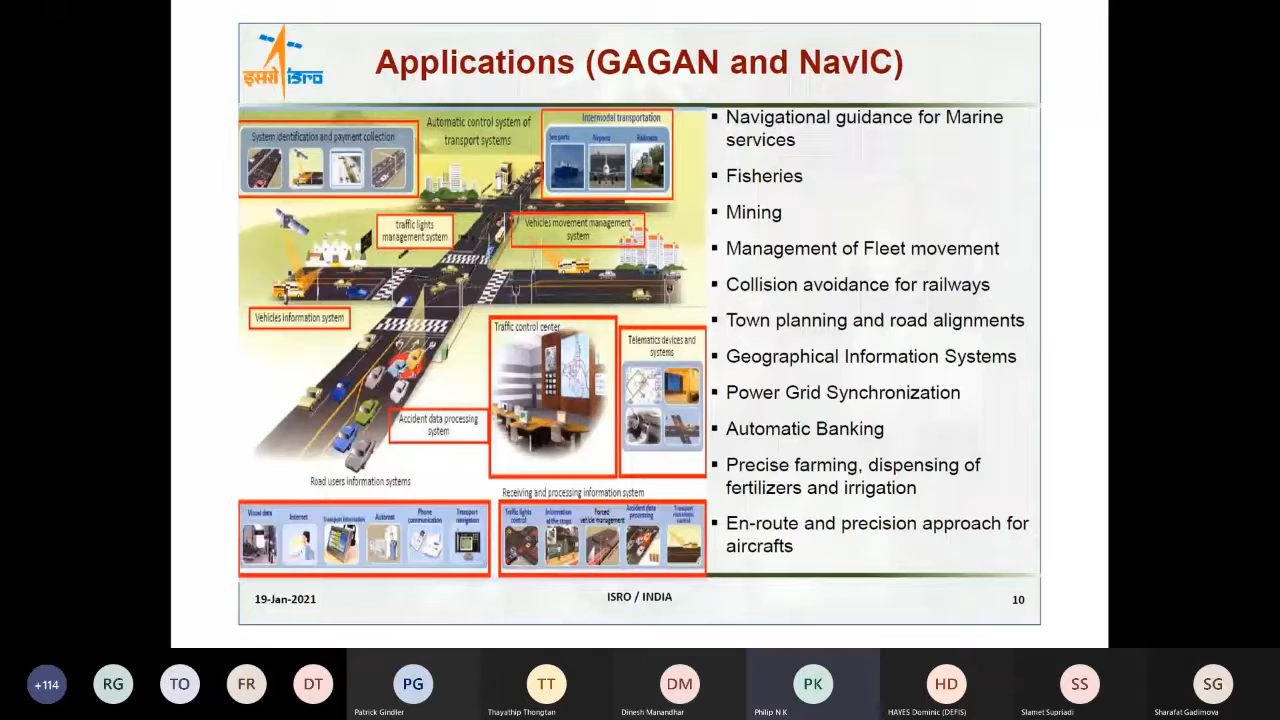 इसरो isro
Applications (GAGAN and NavIC)
System identification and payment collection
Automatic control system of
transport systems
Intermodal transportation
Sea ports
Airports
Railroads
traffic lights
management system
Vehicles movement management
system
Vehicles information system
Traffic control center
Telematics devices and
systems
Accident data processing
system
Road users information systems
Visual data
Internet
Transport information
Autonet
Phone
communication
Transport
navigation
Receiving and processing information system
Traffic lights
control
Information
at the stops
Forced
vehicle management
Accident data
processing
Transport
control
▪ Navigational guidance for Marine
services
▪ Fisheries
▪ Mining
▪ Management of Fleet movement
▪ Collision avoidance for railways
▪ Town planning and road alignments
▪ Geographical Information Systems
▪ Power Grid Synchronization
▪ Automatic Banking
▪ Precise farming, dispensing of
fertilizers and irrigation
▪ En-route and precision approach for
aircrafts
19-Jan-2021
ISRO / INDIA
10
+114
RG
TO
FR
DT
PG
Patrick Gindler
TT
Thayathip Thongtan
DM
Dinesh Manandhar
PK
Philip N K
HD
HAYES Dominic (DEFIS)
SS
Slamet Supriadi
SG
Sharafat Gadimova